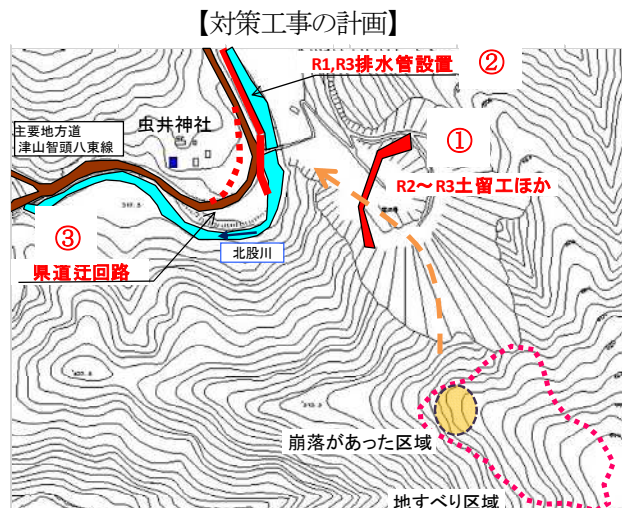 【対策工事の計画】
R1,R3排水管設置
②
虫井神社
主要地方道
津山智頭八東線
①
R2～R3土留工ほか
③
県道迂回路
北股川
崩落があった区域
地すべり区域